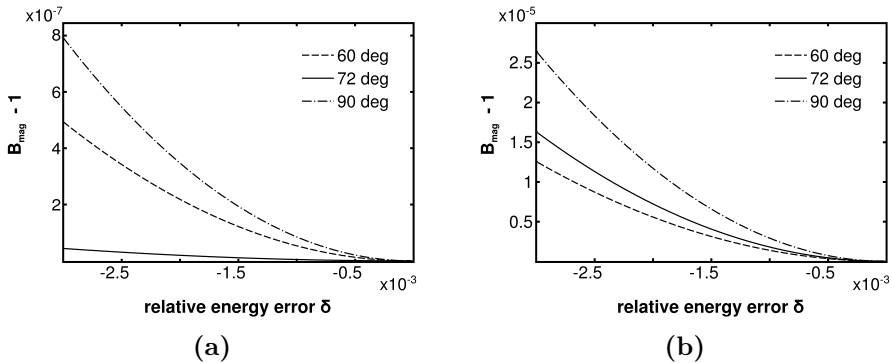 x10-7
8
6
4
2
Bmag - 1
60 deg
72 deg
90 deg
-2.5
-1.5
-0.5
x10-3
relative energy error δ
(a)
x10-5
2.5
2
1.5
1
0.5
Bmag - 1
60 deg
72 deg
90 deg
-2.5
-1.5
-0.5
x10-3
relative energy error δ
(b)